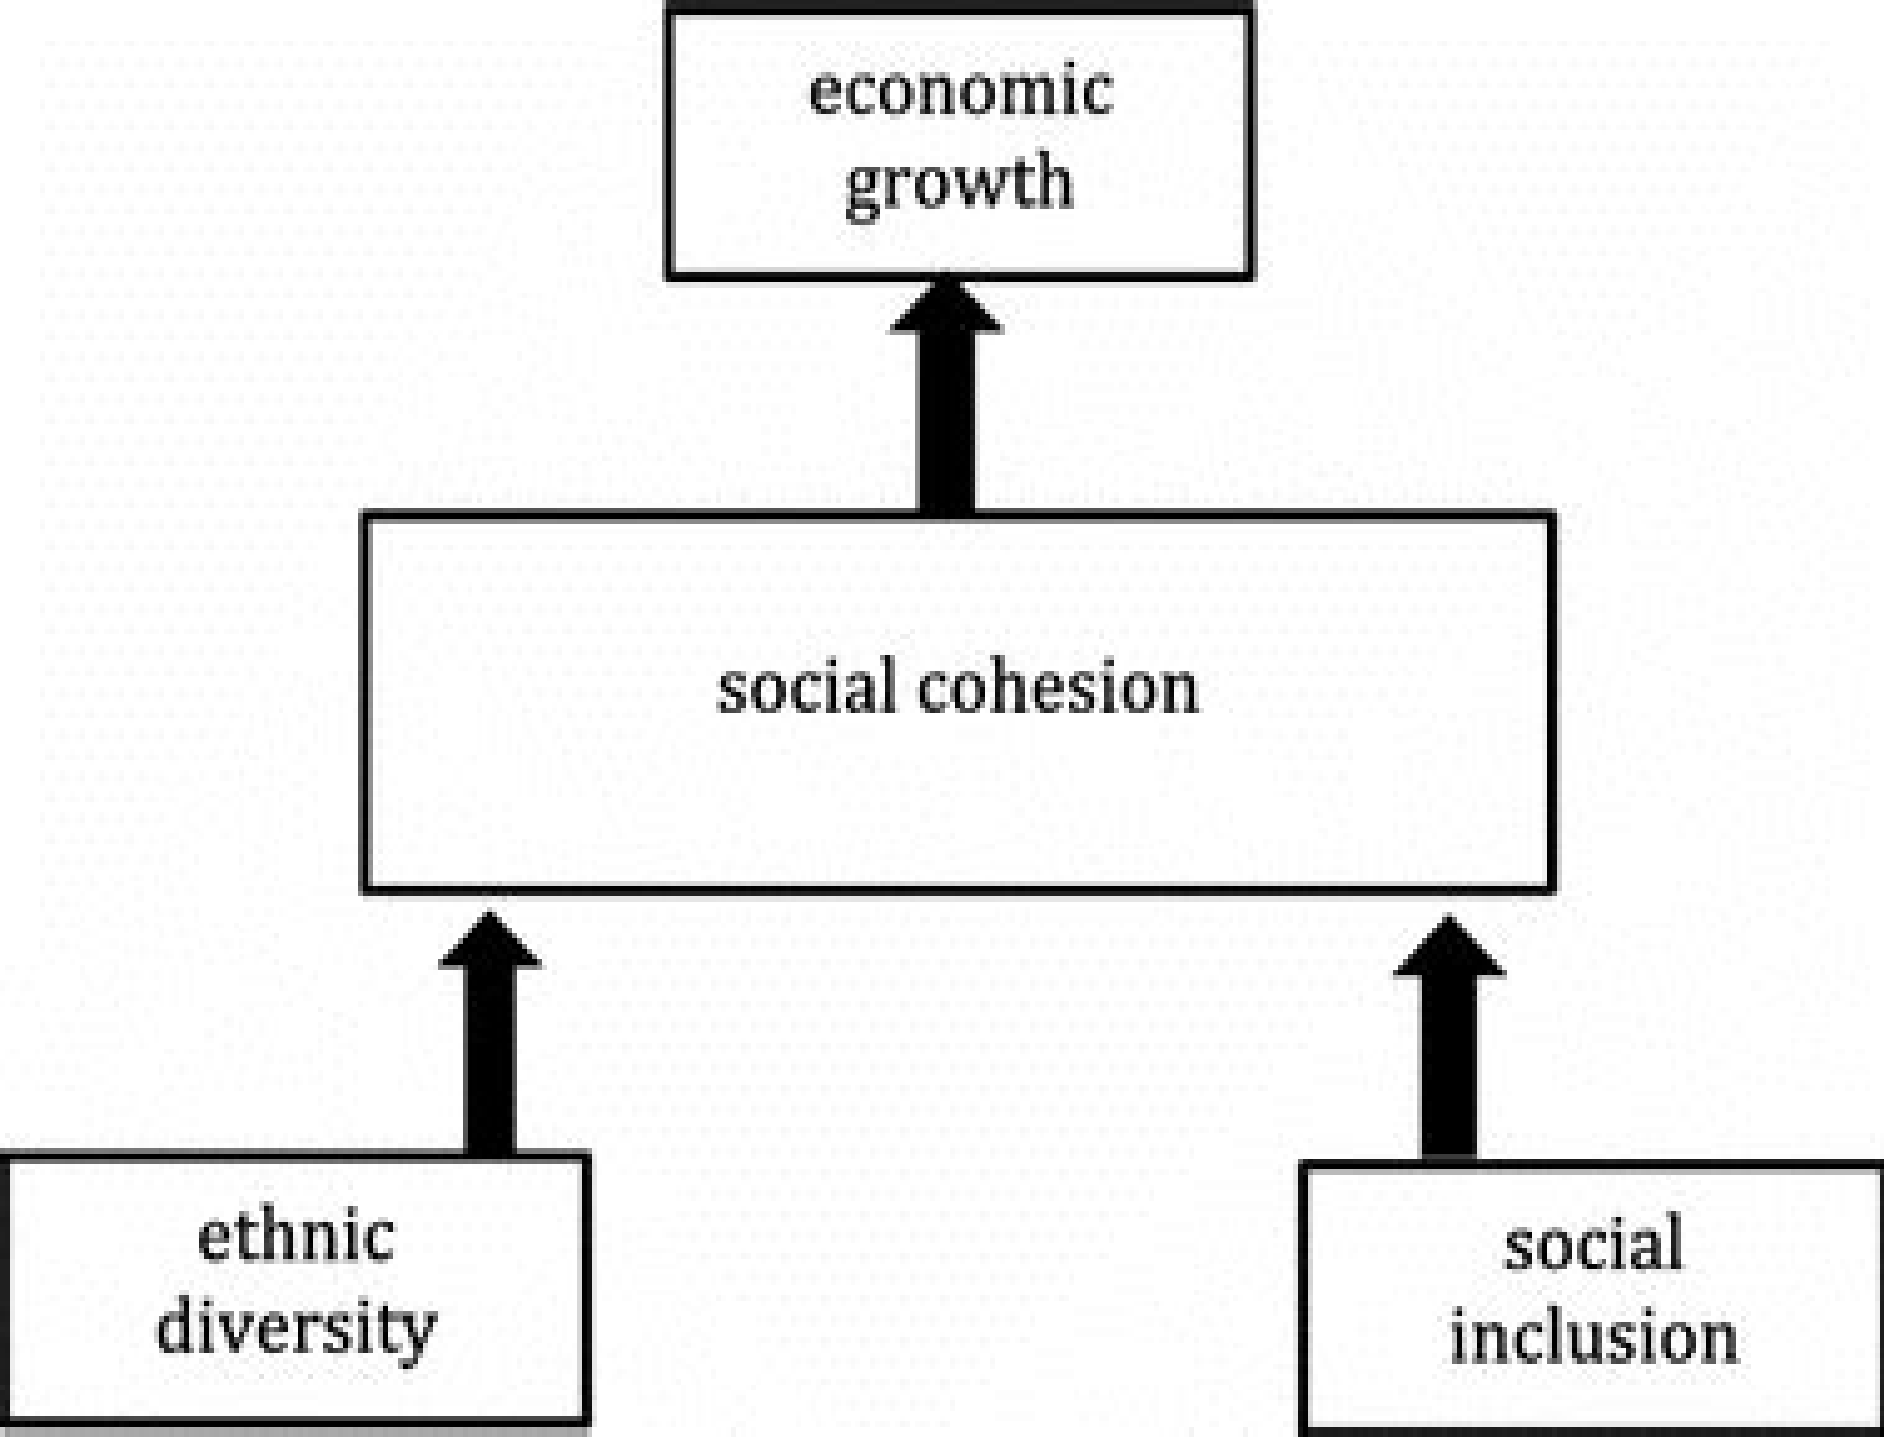 economic
growth
social cohesion
ethnic
diversity
social
inclusion